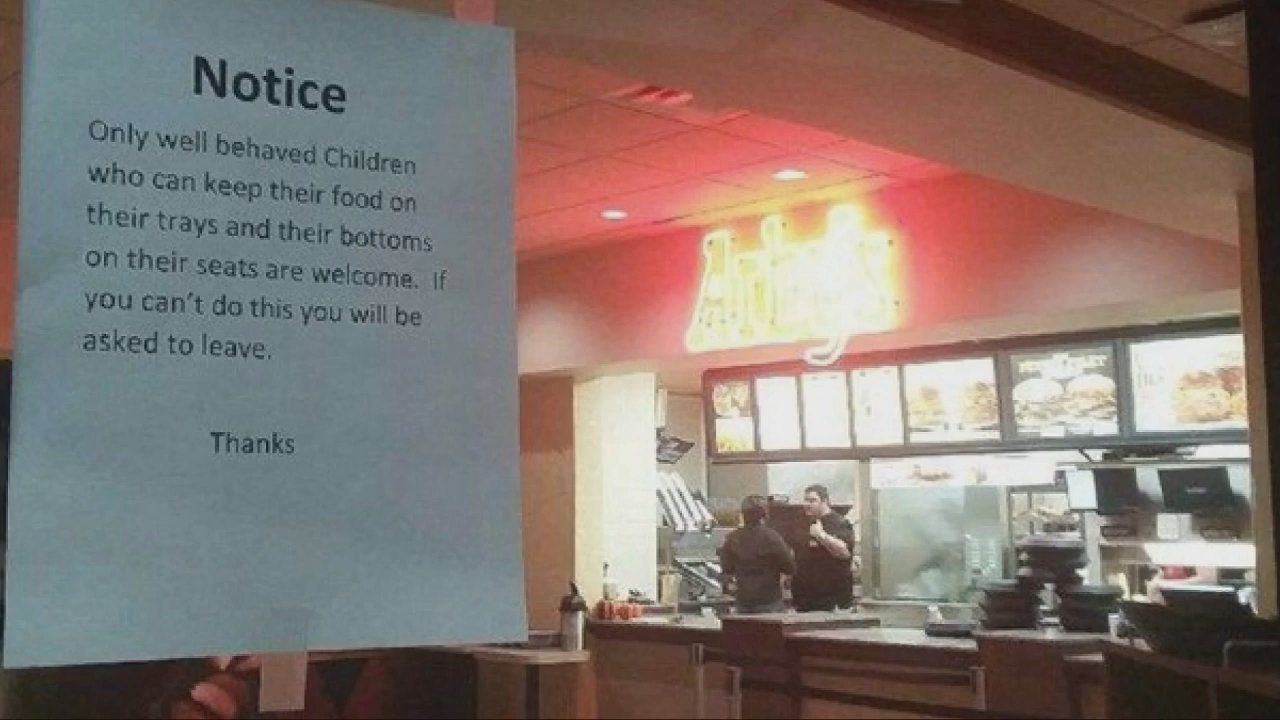 Notice
Only well behaved Children
who can keep their food on
their trays and their bottoms
on their seats are welcome. If
you can't do this you will be
asked to leave.
Thanks
Arby's